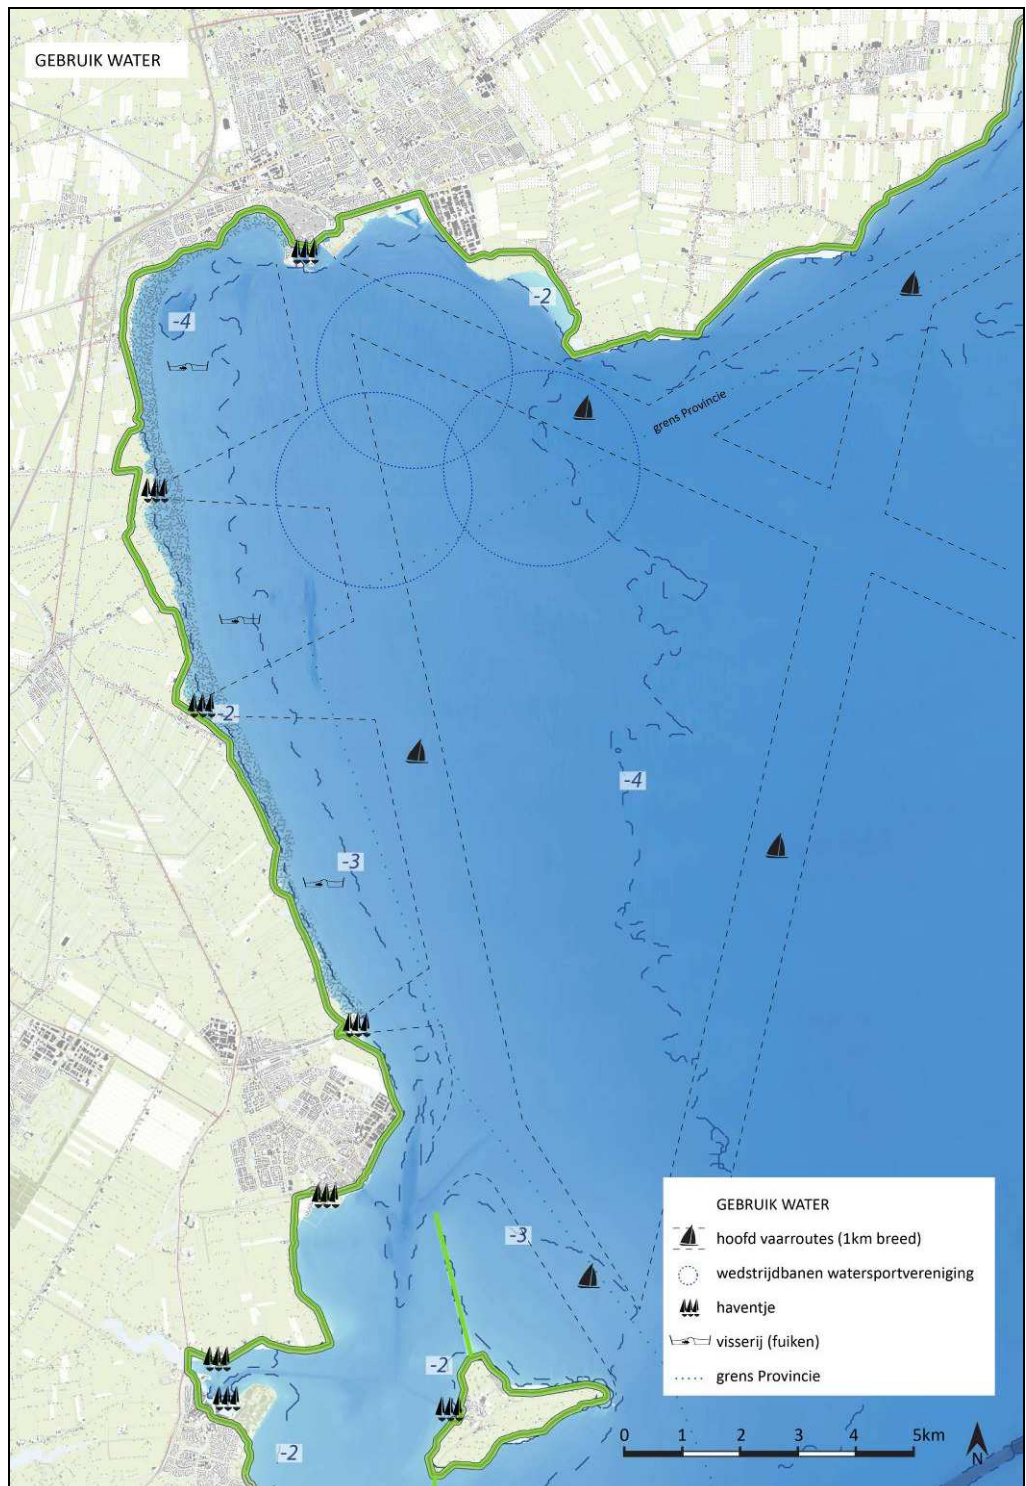 GEBRUIK WATER
-2
-4
grens Provincie
-2
-4
-3
-3
-2
-2
GEBRUIK WATER
hoofd vaarroutes (1km breed)
wedstrijdbanen watersportvereniging
haventje
visserij (fuiken)
grens Provincie
0 1 2 3 4 5km
N